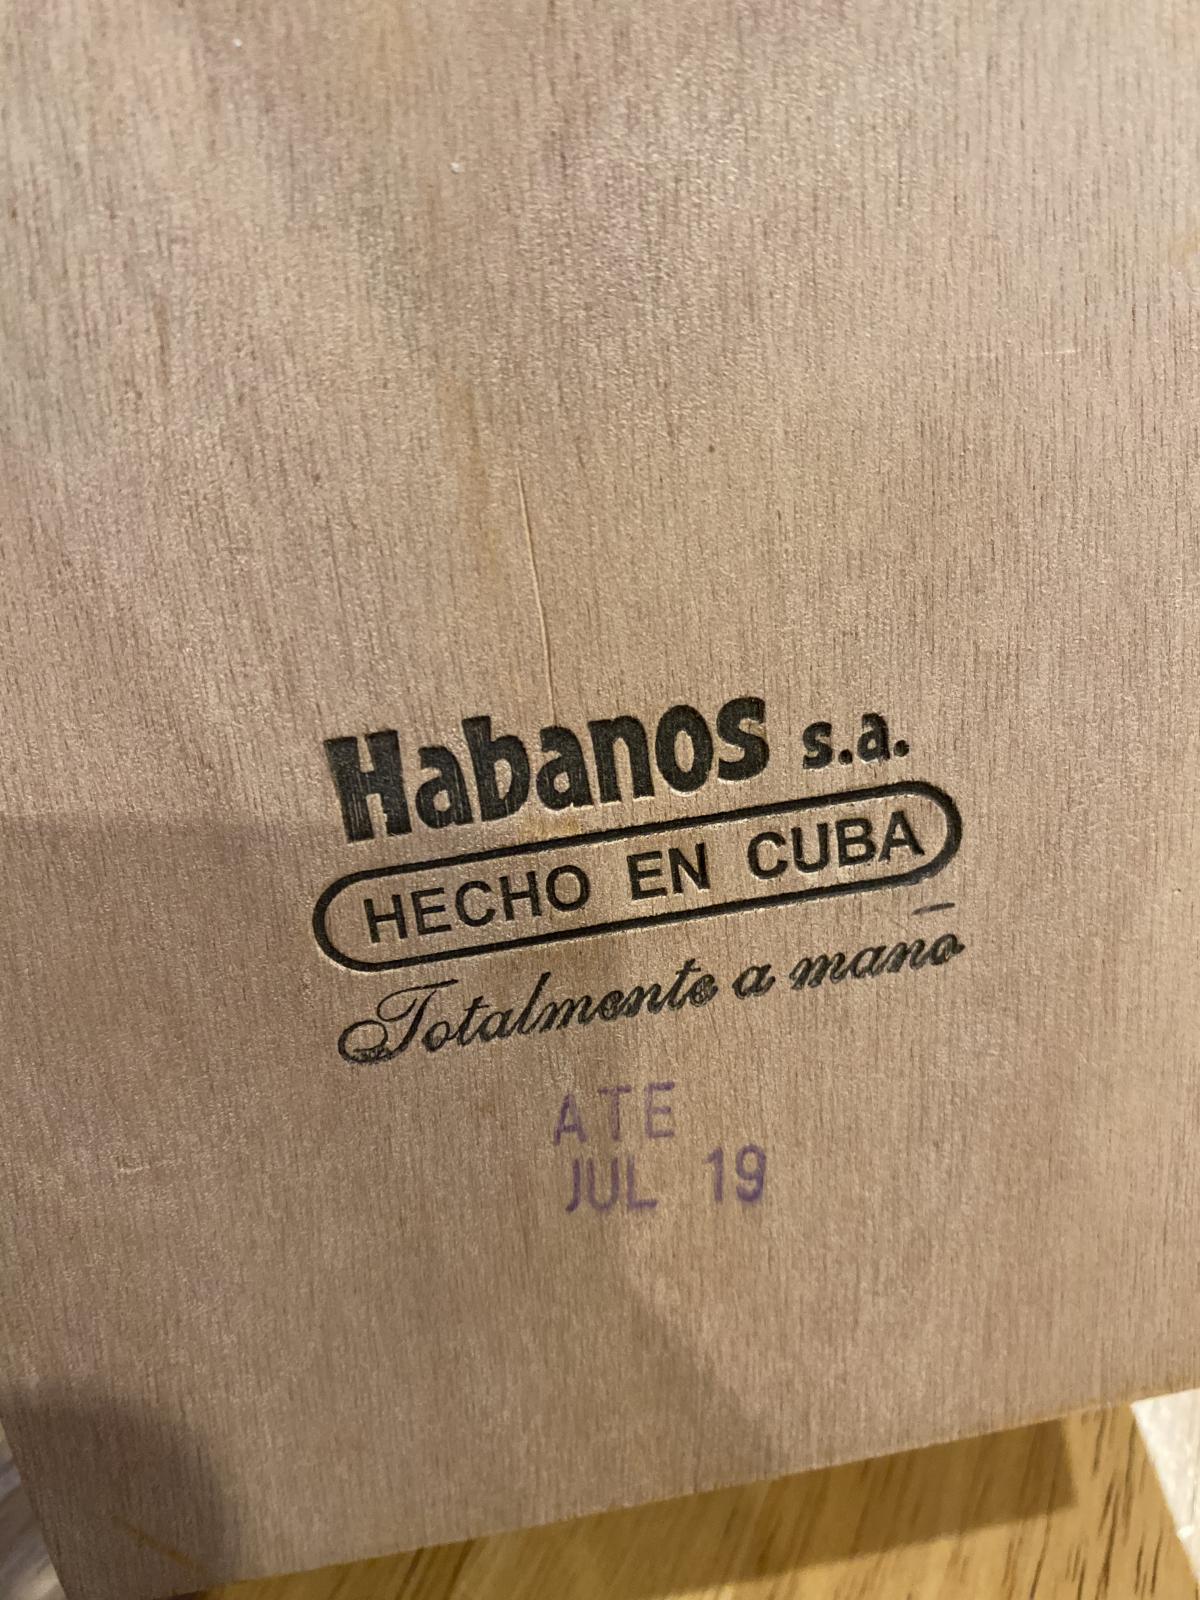 Habanos s.a.
HECHO EN CUBA
Totalmente a mano
ATE
JUL 19